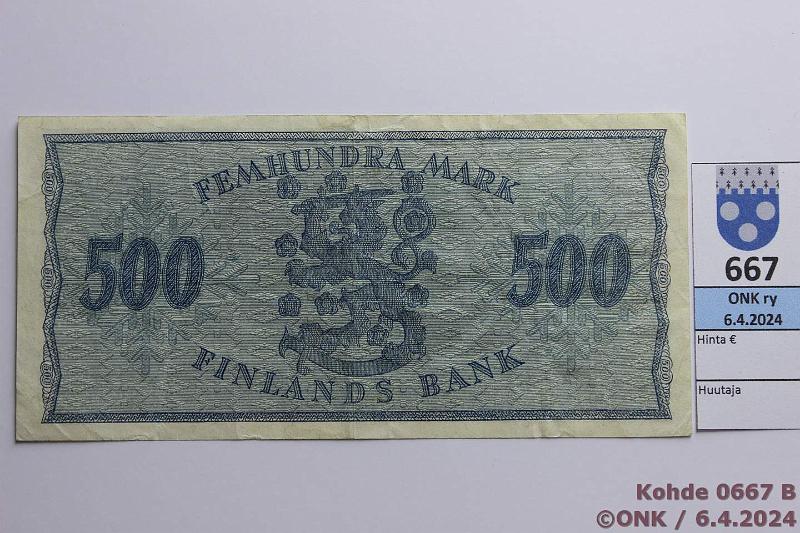 FEMHUNDRA MARK
500 500
FINLANDS BANK
667
ONK ry
6.4.2024
Hinta €
Huutaja
Kohde 0667 B
©ONK / 6.4.2024